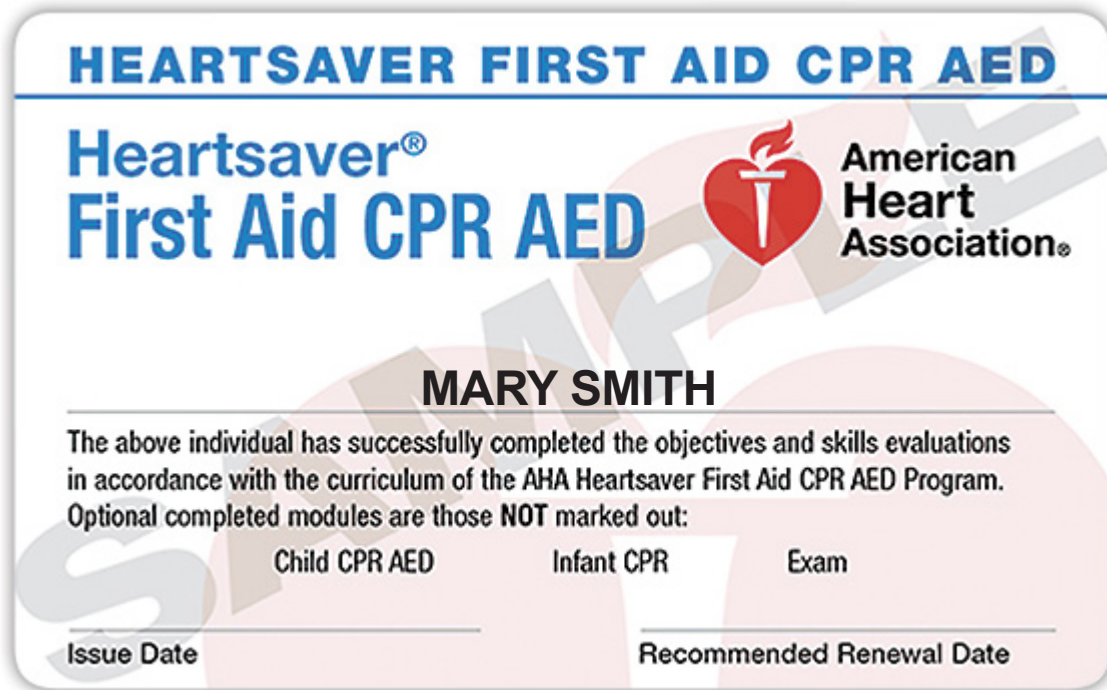 HEARTSAVER FIRST AID CPR AED
Heartsaver®
First Aid CPR AED
American
Heart
Association®
MARY SMITH
The above individual has successfully completed the objectives and skills evaluations
in accordance with the curriculum of the AHA Heartsaver First Aid CPR AED Program.
Optional completed modules are those NOT marked out:
Child CPR AED Infant CPR Exam
Issue Date Recommended Renewal Date
SAMPLE